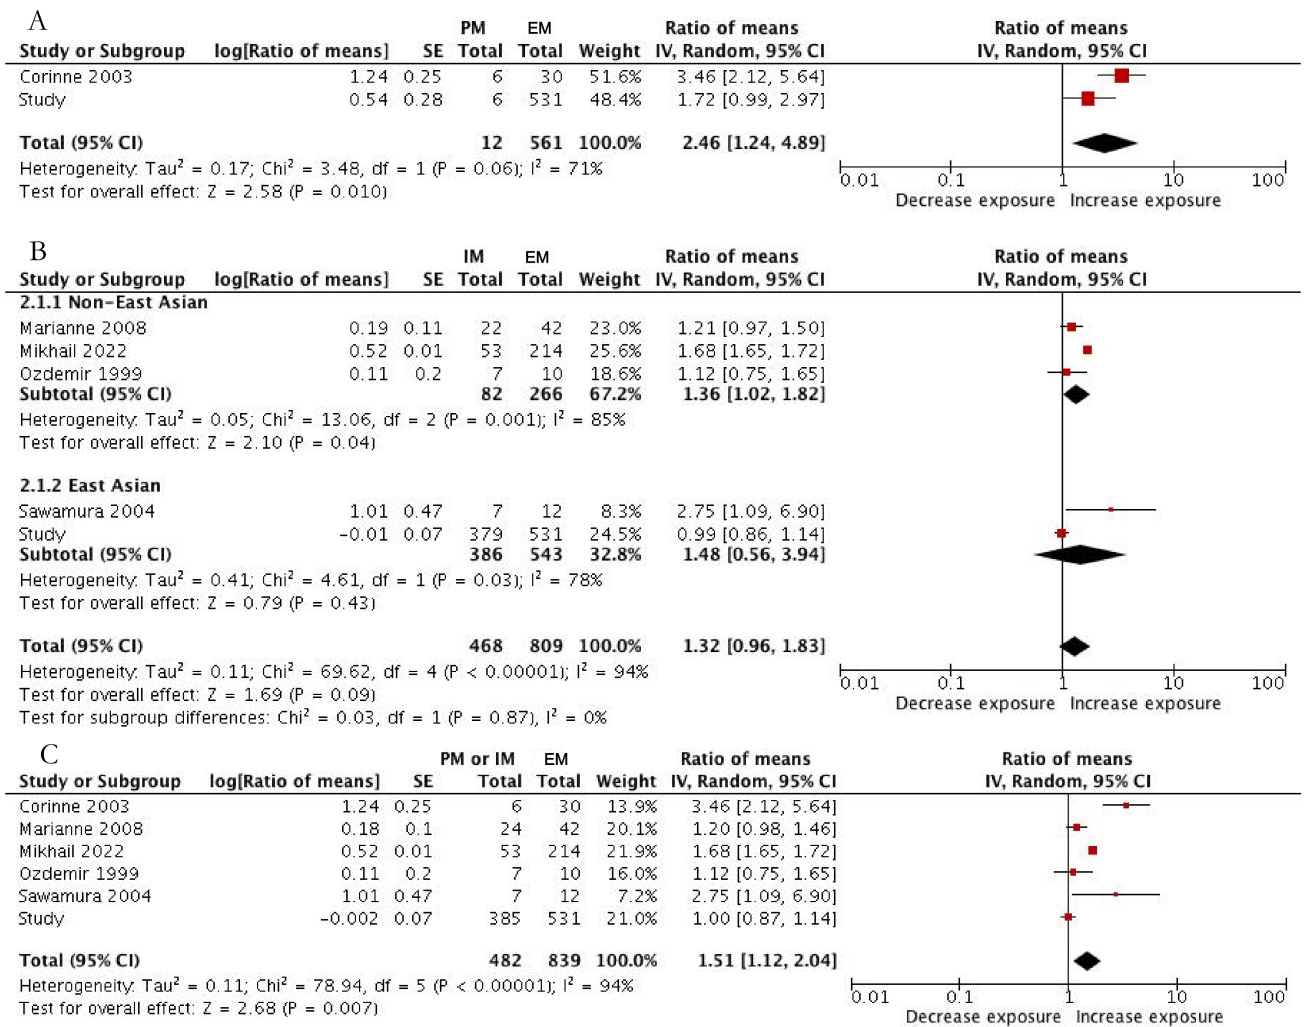 A
PM EM Ratio of means Ratio of means
Study or Subgroup log[Ratio of means] SE Total Total Weight IV, Random, 95% CI IV, Random, 95% CI
Corinne 2003 1.24 0.25 6 30 51.6% 3.46 [2.12, 5.64]
Study 0.54 0.28 6 531 48.4% 1.72 [0.99, 2.97]
Total (95% CI) 12 561 100.0% 2.46 [1.24, 4.89]
Heterogeneity: Tau² = 0.17; Chi² = 3.48, df = 1 (P = 0.06); I² = 71%
Test for overall effect: Z = 2.58 (P = 0.010)
0.01 0.1 1 10 100
Decrease exposure Increase exposure
B
IM EM Ratio of means Ratio of means
Study or Subgroup log[Ratio of means] SE Total Total Weight IV, Random, 95% CI IV, Random, 95% CI
2.1.1 Non-East Asian
Marianne 2008 0.19 0.11 22 42 23.0% 1.21 [0.97, 1.50]
Mikhail 2022 0.52 0.01 53 214 25.6% 1.68 [1.65, 1.72]
Ozdemir 1999 0.11 0.2 7 10 18.6% 1.12 [0.75, 1.65]
Subtotal (95% CI) 82 266 67.2% 1.36 [1.02, 1.82]
Heterogeneity: Tau² = 0.05; Chi² = 13.06, df = 2 (P = 0.001); I² = 85%
Test for overall effect: Z = 2.10 (P = 0.04)
2.1.2 East Asian
Sawamura 2004 1.01 0.47 7 12 8.3% 2.75 [1.09, 6.90]
Study −0.01 0.07 379 531 24.5% 0.99 [0.86, 1.14]
Subtotal (95% CI) 386 543 32.8% 1.48 [0.56, 3.94]
Heterogeneity: Tau² = 0.41; Chi² = 4.61, df = 1 (P = 0.03); I² = 78%
Test for overall effect: Z = 0.79 (P = 0.43)
Total (95% CI) 468 809 100.0% 1.32 [0.96, 1.83]
Heterogeneity: Tau² = 0.11; Chi² = 69.62, df = 4 (P < 0.00001); I² = 94%
Test for overall effect: Z = 1.69 (P = 0.09)
Test for subgroup differences: Chi² = 0.03, df = 1 (P = 0.87), I² = 0%
0.01 0.1 1 10 100
Decrease exposure Increase exposure
C
PM or IM EM Ratio of means Ratio of means
Study or Subgroup log[Ratio of means] SE Total Total Weight IV, Random, 95% CI IV, Random, 95% CI
Corinne 2003 1.24 0.25 6 30 13.9% 3.46 [2.12, 5.64]
Marianne 2008 0.18 0.1 24 42 20.1% 1.20 [0.98, 1.46]
Mikhail 2022 0.52 0.01 53 214 21.9% 1.68 [1.65, 1.72]
Ozdemir 1999 0.11 0.2 7 10 16.0% 1.12 [0.75, 1.65]
Sawamura 2004 1.01 0.47 7 12 7.2% 2.75 [1.09, 6.90]
Study −0.002 0.07 385 531 21.0% 1.00 [0.87, 1.14]
Total (95% CI) 482 839 100.0% 1.51 [1.12, 2.04]
Heterogeneity: Tau² = 0.11; Chi² = 78.94, df = 5 (P < 0.00001); I² = 94%
Test for overall effect: Z = 2.68 (P = 0.007)
0.01 0.1 1 10 100
Decrease exposure Increase exposure